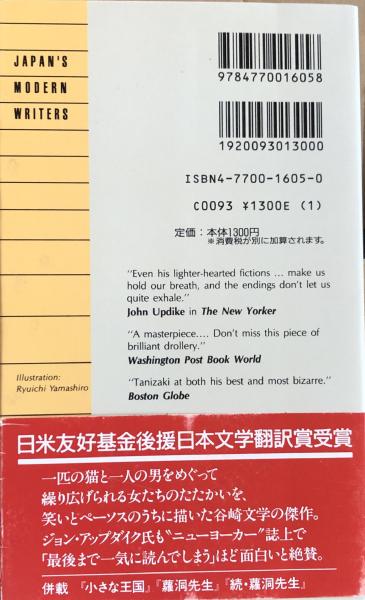 JAPAN'S
MODERN
WRITERS
9784770016058
1920093013000
ISBN4-7700-1605-0
C0093 ¥1300E (1)
定価：本体1300円
※消費税が別に加算されます。
"Even his lighter-hearted fictions ... make us
hold our breath, and the endings don't let us
quite exhale."
John Updike in The New Yorker
"A masterpiece.... Don't miss this piece of
brilliant drollery."
Washington Post Book World
"Tanizaki at both his best and most bizarre."
Boston Globe
Illustration:
Ryuichi Yamashiro
日米友好基金後援日本文学翻訳賞受賞
一匹の猫と一人の男をめぐって
繰り広げられる女たちのたたかいを、
笑いとペーソスのうちに描いた谷崎文学の傑作。
ジョン・アップダイク氏も"ニューヨーカー"誌上で
「最後まで一気に読んでしまう」ほど面白いと絶賛。
併載 『小さな王国』『蘿洞先生』『続・蘿洞先生』